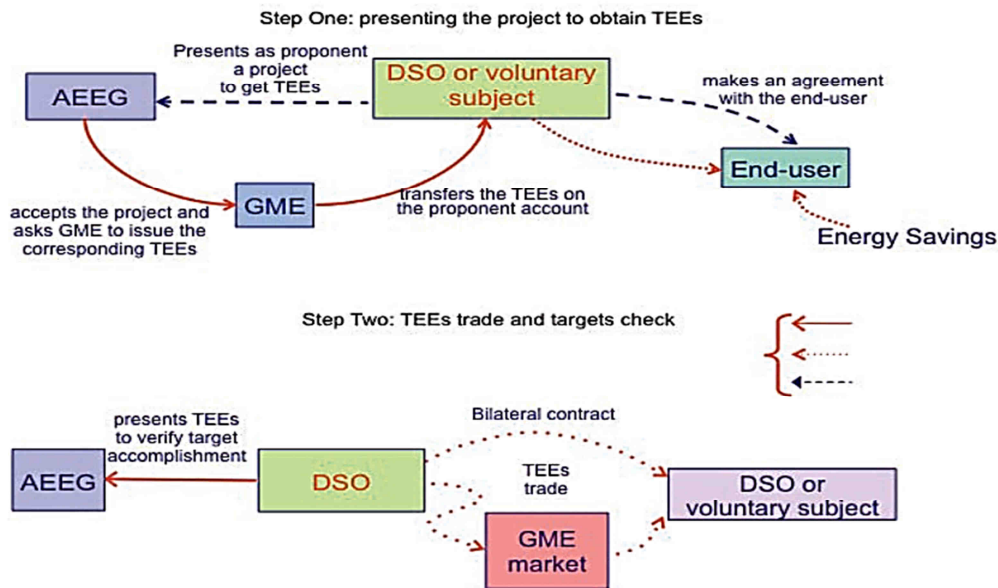 Step One: presenting the project to obtain TEEs
Presents as proponent
a project
to get TEEs
AEEG
DSO or voluntary
subject
makes an agreement
with the end-user
End-user
GME
transfers the TEEs on
the proponent account
accepts the project and
asks GME to issue the
corresponding TEEs
Energy Savings
Step Two: TEEs trade and targets check
presents TEEs
to verify target
accomplishment
Bilateral contract
AEEG
DSO
TEEs
trade
DSO or
voluntary subject
GME
market